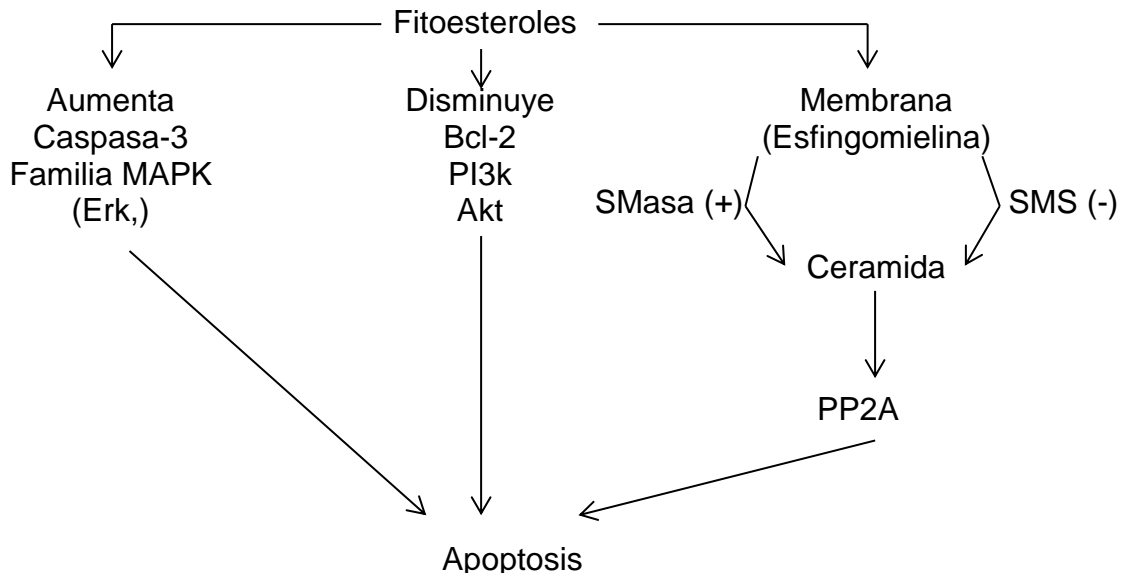 Fitoesteroles
Aumenta
Caspasa-3
Familia MAPK
(Erk,)
Disminuye
Bcl-2
PI3k
Akt
Membrana
(Esfingomielina)
SMasa (+)
SMS (-)
Ceramida
PP2A
Apoptosis